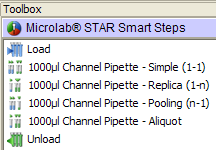 Toolbox
Microlab® STAR Smart Steps
Load
1000µl Channel Pipette - Simple (1-1)
1000µl Channel Pipette - Replica (1-n)
1000µl Channel Pipette - Pooling (n-1)
1000µl Channel Pipette - Aliquot
Unload